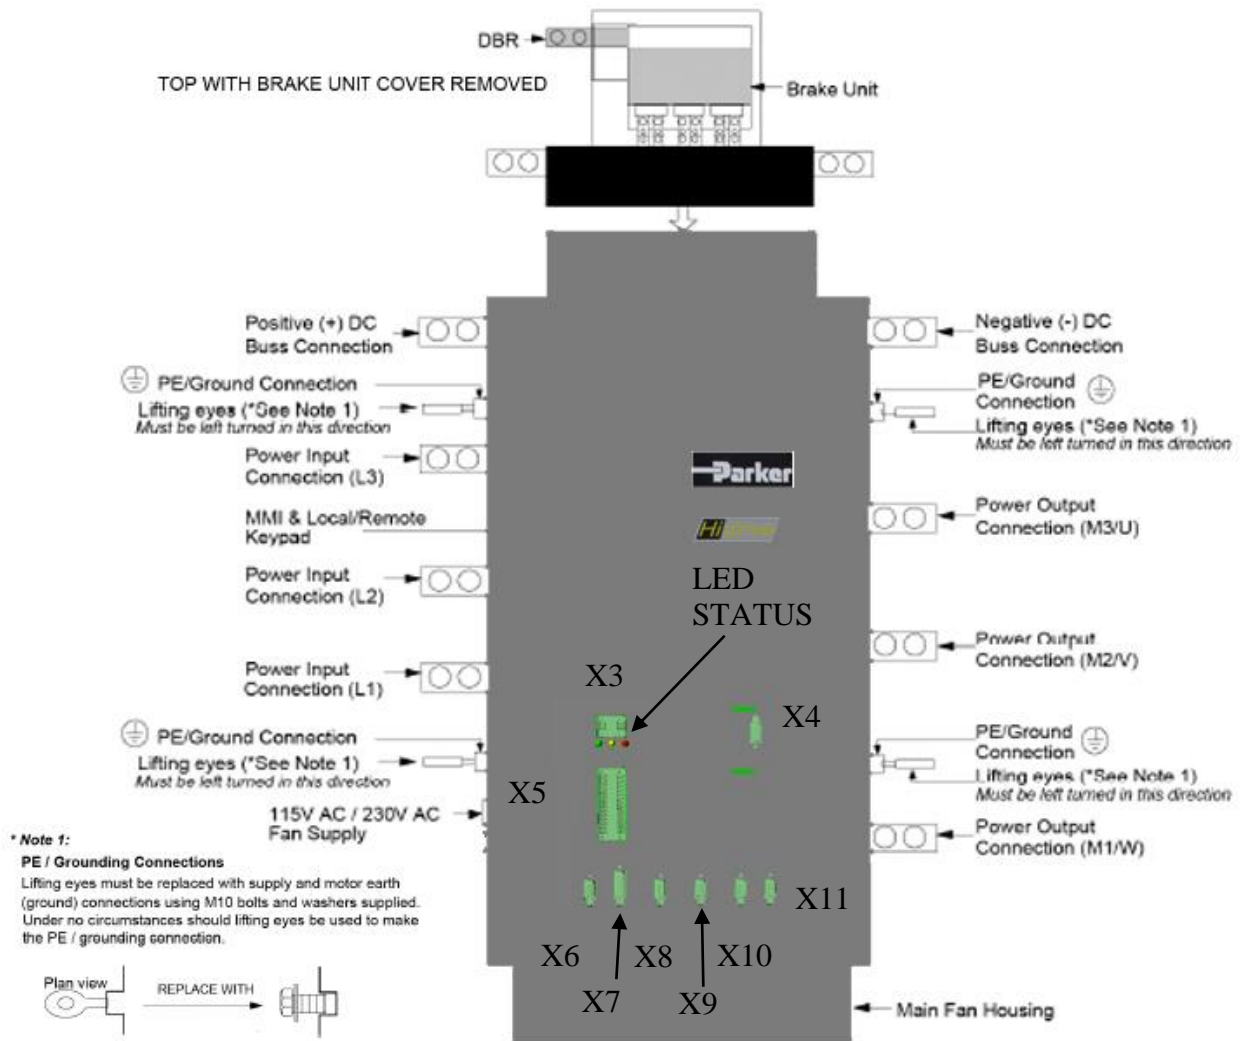 DBR
TOP WITH BRAKE UNIT COVER REMOVED
Brake Unit
Positive (+) DC
Buss Connection
Negative (-) DC
Buss Connection
PE/Ground Connection
Lifting eyes (*See Note 1)
Must be left turned in this direction
PE/Ground
Connection
Lifting eyes (*See Note 1)
Must be left turned in this direction
Power Input
Connection (L3)
Parker
MMI & Local/Remote
Keypad
Hi
Power Output
Connection (M3/U)
Power Input
Connection (L2)
LED
STATUS
Power Output
Connection (M2/V)
Power Input
Connection (L1)
X3
X4
PE/Ground Connection
Lifting eyes (*See Note 1)
Must be left turned in this direction
PE/Ground
Connection
Lifting eyes (*See Note 1)
Must be left turned in this direction
X5
115V AC / 230V AC
Fan Supply
Power Output
Connection (M1/W)
* Note 1:
PE / Grounding Connections
Lifting eyes must be replaced with supply and motor earth
(ground) connections using M10 bolts and washers supplied.
Under no circumstances should lifting eyes be used to make
the PE / grounding connection.
X11
X6
X8
X10
X7
X9
Plan view
REPLACE WITH
Main Fan Housing